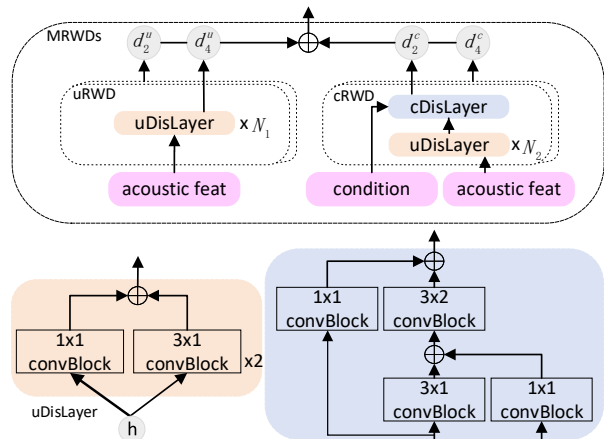 MRWDs
d₂ᵘ d₄ᵘ d₂ᶜ d₄ᶜ
uRWD
cRWD
cDisLayer
uDisLayer x N₁
uDisLayer x N₂
acoustic feat
condition
acoustic feat
1x1
convBlock
3x2
convBlock
1x1
convBlock
3x1
convBlock x2
3x1
convBlock
1x1
convBlock
uDisLayer
h